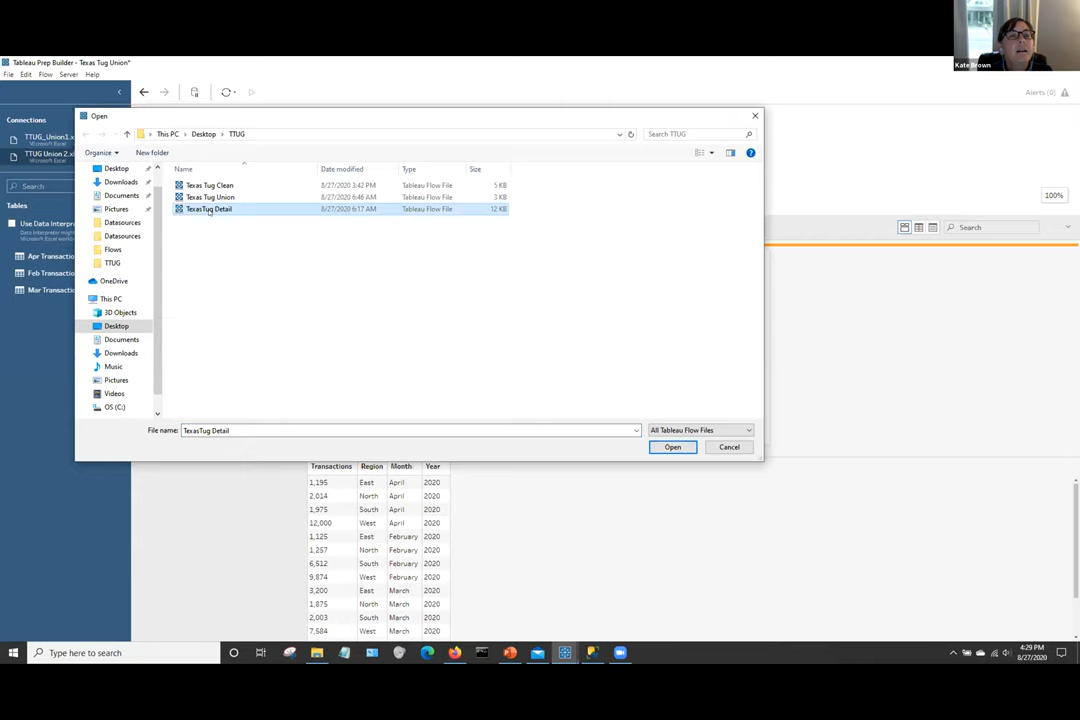 Kate Brown
Tableau Prep Builder - Texas Tug Union*
File Edit Flow Server Help
Alerts (0)
Connections
TTUG_Union1.x
Microsoft Excel
TTUG Union 2.x
Microsoft Excel
Search
Tables
Use Data Interpre
Data Interpreter might
Microsoft Excel workbo
Apr Transactio
Feb Transactio
Mar Transactio
100%
Search
Open
This PC Desktop TTUG
Search TTUG
Organize New folder
Desktop
Downloads
Documents
Pictures
Datasources
Datasources
Flows
TTUG
OneDrive
This PC
3D Objects
Desktop
Documents
Downloads
Music
Pictures
Videos
OS (C:)
Name Date modified Type Size
Texas Tug Clean 8/27/2020 3:42 PM Tableau Flow File 5 KB
Texas Tug Union 8/27/2020 6:46 AM Tableau Flow File 3 KB
TexasTug Detail 8/27/2020 6:17 AM Tableau Flow File 12 KB
File name: TexasTug Detail All Tableau Flow Files
Open Cancel
Transactions Region Month Year
1,195 East April 2020
2,014 North April 2020
1,975 South April 2020
12,000 West April 2020
1,125 East February 2020
1,257 North February 2020
6,512 South February 2020
9,874 West February 2020
3,200 East March 2020
1,875 North March 2020
2,003 South March 2020
7,584 West March 2020
Type here to search
4:29 PM
8/27/2020